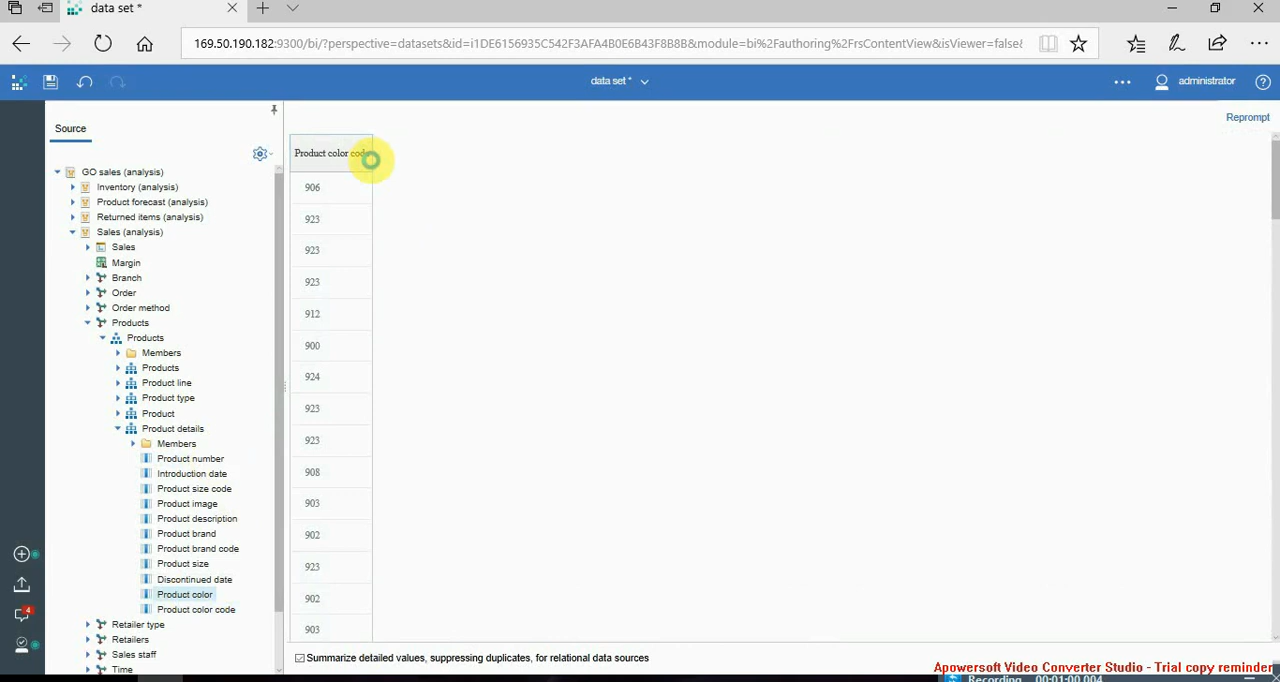 data set *
169.50.190.182:9300/bi/?perspective=datasets&id=i1DE6156935C542F3AFA4B0E6B43F8B8B&module=bi%2Fauthoring%2FrsContentView&isViewer=false&
data set *
administrator
Reprompt
Source
GO sales (analysis)
Inventory (analysis)
Product forecast (analysis)
Returned items (analysis)
Sales (analysis)
Sales
Margin
Branch
Order
Order method
Products
Products
Members
Products
Product line
Product type
Product
Product details
Members
Product number
Introduction date
Product size code
Product image
Product description
Product brand
Product brand code
Product size
Discontinued date
Product color
Product color code
Retailer type
Retailers
Sales staff
Time
4
Product color code
906
923
923
923
912
900
924
923
923
908
903
902
923
902
903
Summarize detailed values, suppressing duplicates, for relational data sources
Apowersoft Video Converter Studio - Trial copy reminder
Recording 00:01:00.004